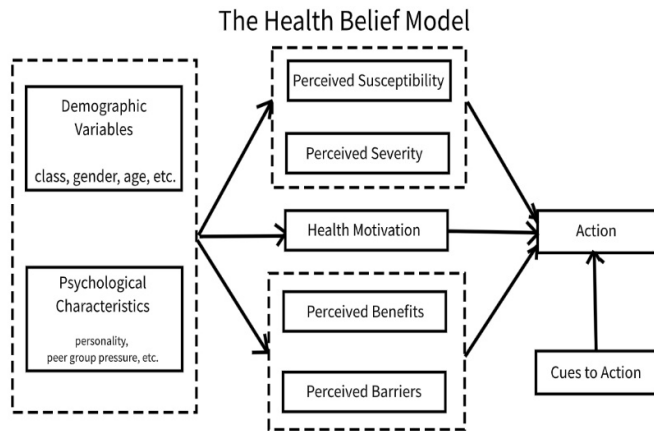 The Health Belief Model
Demographic
Variables
class, gender, age, etc.
Psychological
Characteristics
personality,
peer group pressure, etc.
Perceived Susceptibility
Perceived Severity
Health Motivation
Perceived Benefits
Perceived Barriers
Action
Cues to Action